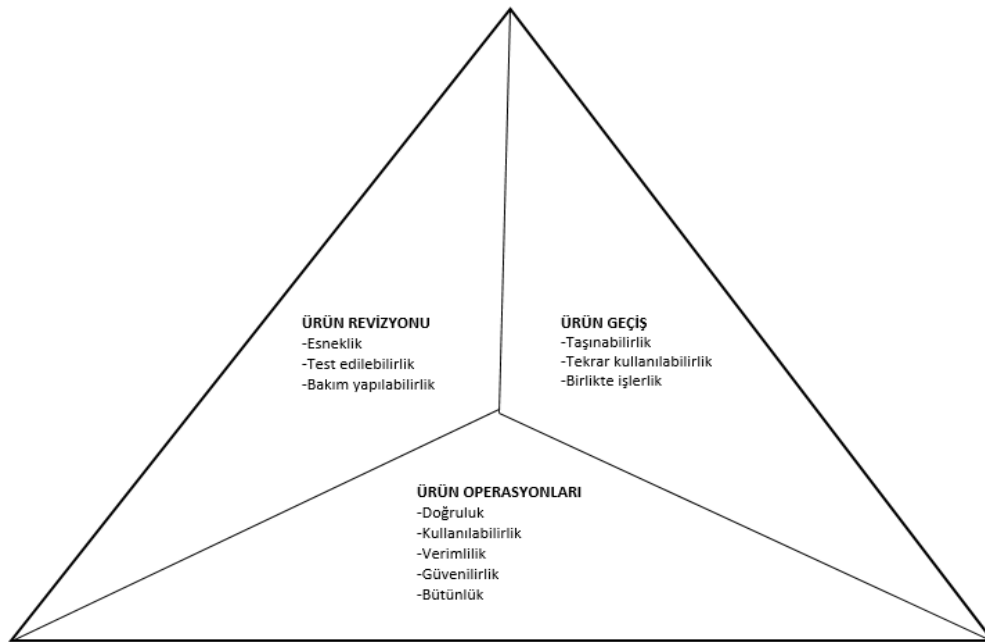 ÜRÜN REVİZYONU
-Esneklik
-Test edilebilirlik
-Bakım yapılabilirlik
ÜRÜN GEÇİŞ
-Taşınabilirlik
-Tekrar kullanılabilirlik
-Birlikte işlerlik
ÜRÜN OPERASYONLARI
-Doğruluk
-Kullanılabilirlik
-Verimlilik
-Güvenilirlik
-Bütünlük